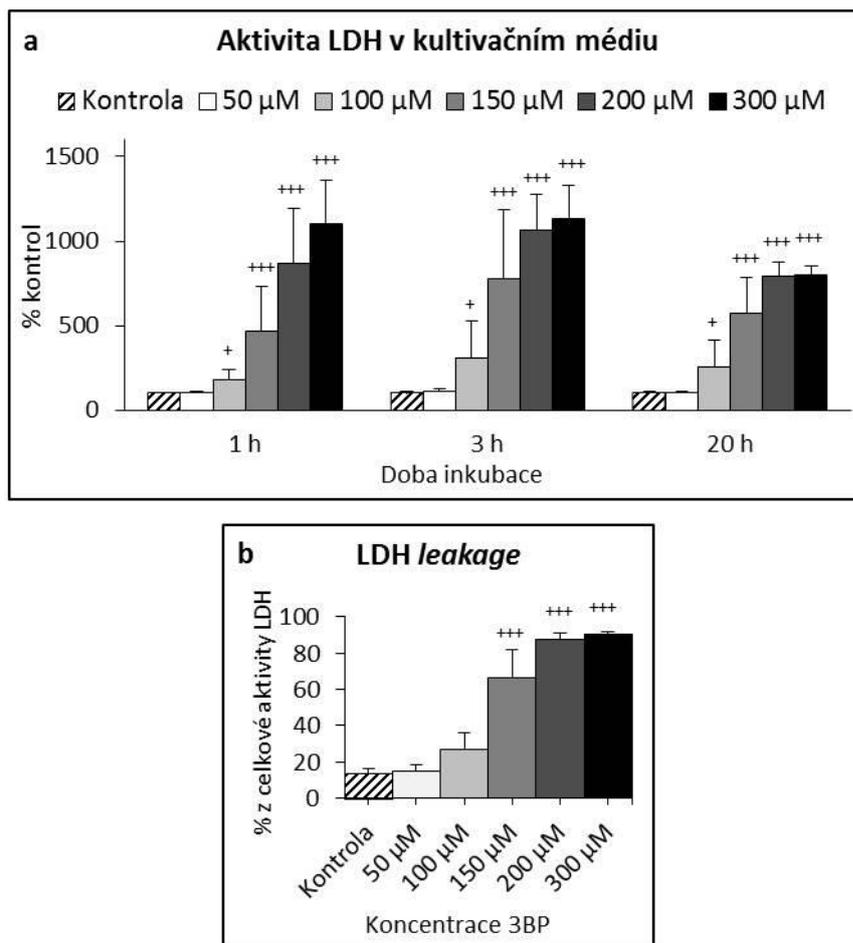 a Aktivita LDH v kultivačním médiu
Kontrola 50 µM 100 µM 150 µM 200 µM 300 µM
% kontrol
1500
1000
500
0
+ +++ +++ +++
+ +++ +++ +++
+ +++ +++ +++
1 h 3 h 20 h
Doba inkubace
b LDH leakage
% z celkové aktivity LDH
100
80
60
40
20
0
+++ +++ +++
Kontrola
50 µM
100 µM
150 µM
200 µM
300 µM
Koncentrace 3BP